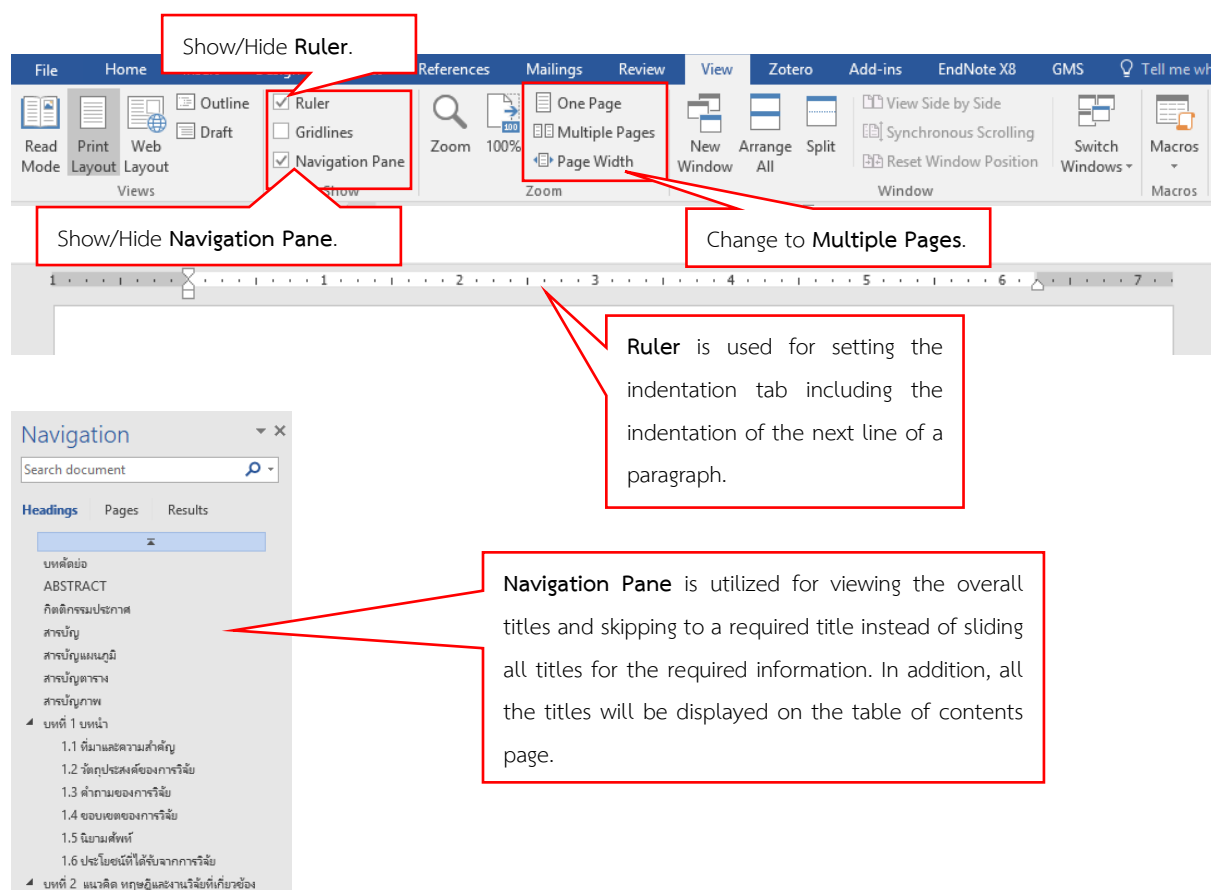 Show/Hide Ruler.
File Home References Mailings Review View Zotero Add-ins EndNote X8 GMS Tell me wh
Read Mode
Print Layout
Web Layout
Outline
Draft
Views
Ruler
Gridlines
Navigation Pane
Show
Zoom
100%
One Page
Multiple Pages
Page Width
Zoom
New Window
Arrange All
Split
View Side by Side
Synchronous Scrolling
Reset Window Position
Window
Switch Windows
Macros
Macros
Show/Hide Navigation Pane.
Change to Multiple Pages.
1 1 2 3 4 5 6 7
Ruler is used for setting the
indentation tab including the
indentation of the next line of a
paragraph.
Navigation
Search document
Headings Pages Results
บทคัดย่อ
ABSTRACT
กิตติกรรมประกาศ
สารบัญ
สารบัญแผนภูมิ
สารบัญตาราง
สารบัญภาพ
บทที่ 1 บทนำ
1.1 ที่มาและความสำคัญ
1.2 วัตถุประสงค์ของการวิจัย
1.3 คำถามของการวิจัย
1.4 ขอบเขตของการวิจัย
1.5 นิยามศัพท์
1.6 ประโยชน์ที่ได้รับจากการวิจัย
บทที่ 2 แนวคิด ทฤษฎีและงานวิจัยที่เกี่ยวข้อง
Navigation Pane is utilized for viewing the overall
titles and skipping to a required title instead of sliding
all titles for the required information. In addition, all
the titles will be displayed on the table of contents
page.